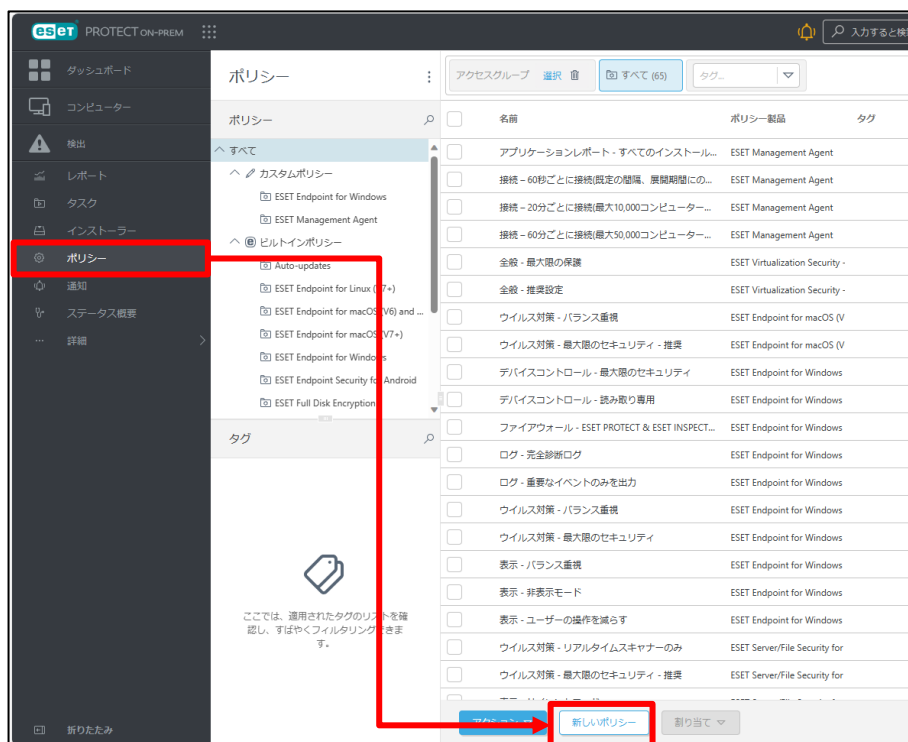 eset PROTECT ON-PREM
入力すると検
ダッシュボード
コンピューター
検出
レポート
タスク
インストーラー
ポリシー
通知
ステータス概要
詳細
折りたたみ
ポリシー
アクセスグループ 選択 すべて (65) タグ...
ポリシー
すべて
カスタムポリシー
ESET Endpoint for Windows
ESET Management Agent
ビルトインポリシー
Auto-updates
ESET Endpoint for Linux (V7+)
ESET Endpoint for macOS (V6) and ...
ESET Endpoint for macOS (V7+)
ESET Endpoint for Windows
ESET Endpoint Security for Android
ESET Full Disk Encryption
タグ
ここでは、適用されたタグのリストを確
認し、すばやくフィルタリングできま
す。
名前 ポリシー製品 タグ
アプリケーションレポート - すべてのインストール... ESET Management Agent
接続 – 60秒ごとに接続(既定の間隔、展開期間にの... ESET Management Agent
接続 – 20分ごとに接続(最大10,000コンピューター... ESET Management Agent
接続 – 60分ごとに接続(最大50,000コンピューター... ESET Management Agent
全般 - 最大限の保護 ESET Virtualization Security -
全般 - 推奨設定 ESET Virtualization Security -
ウイルス対策 - バランス重視 ESET Endpoint for macOS (V
ウイルス対策 - 最大限のセキュリティ - 推奨 ESET Endpoint for macOS (V
デバイスコントロール - 最大限のセキュリティ ESET Endpoint for Windows
デバイスコントロール - 読み取り専用 ESET Endpoint for Windows
ファイアウォール - ESET PROTECT & ESET INSPECT... ESET Endpoint for Windows
ログ - 完全診断ログ ESET Endpoint for Windows
ログ - 重要なイベントのみを出力 ESET Endpoint for Windows
ウイルス対策 - バランス重視 ESET Endpoint for Windows
ウイルス対策 - 最大限のセキュリティ ESET Endpoint for Windows
表示 - バランス重視 ESET Endpoint for Windows
表示 - 非表示モード ESET Endpoint for Windows
表示 - ユーザーの操作を減らす ESET Endpoint for Windows
ウイルス対策 - リアルタイムスキャナーのみ ESET Server/File Security for
ウイルス対策 - 最大限のセキュリティ - 推奨 ESET Server/File Security for
アクション 新しいポリシー 割り当て